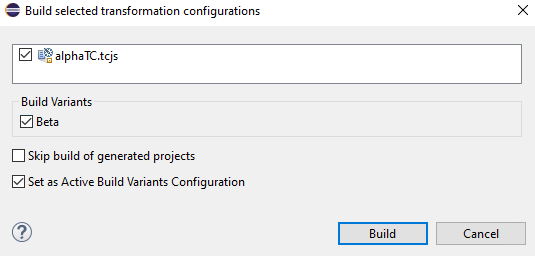 Build selected transformation configurations
alphaTC.tcjs
Build Variants
Beta
Skip build of generated projects
Set as Active Build Variants Configuration
?
Build
Cancel